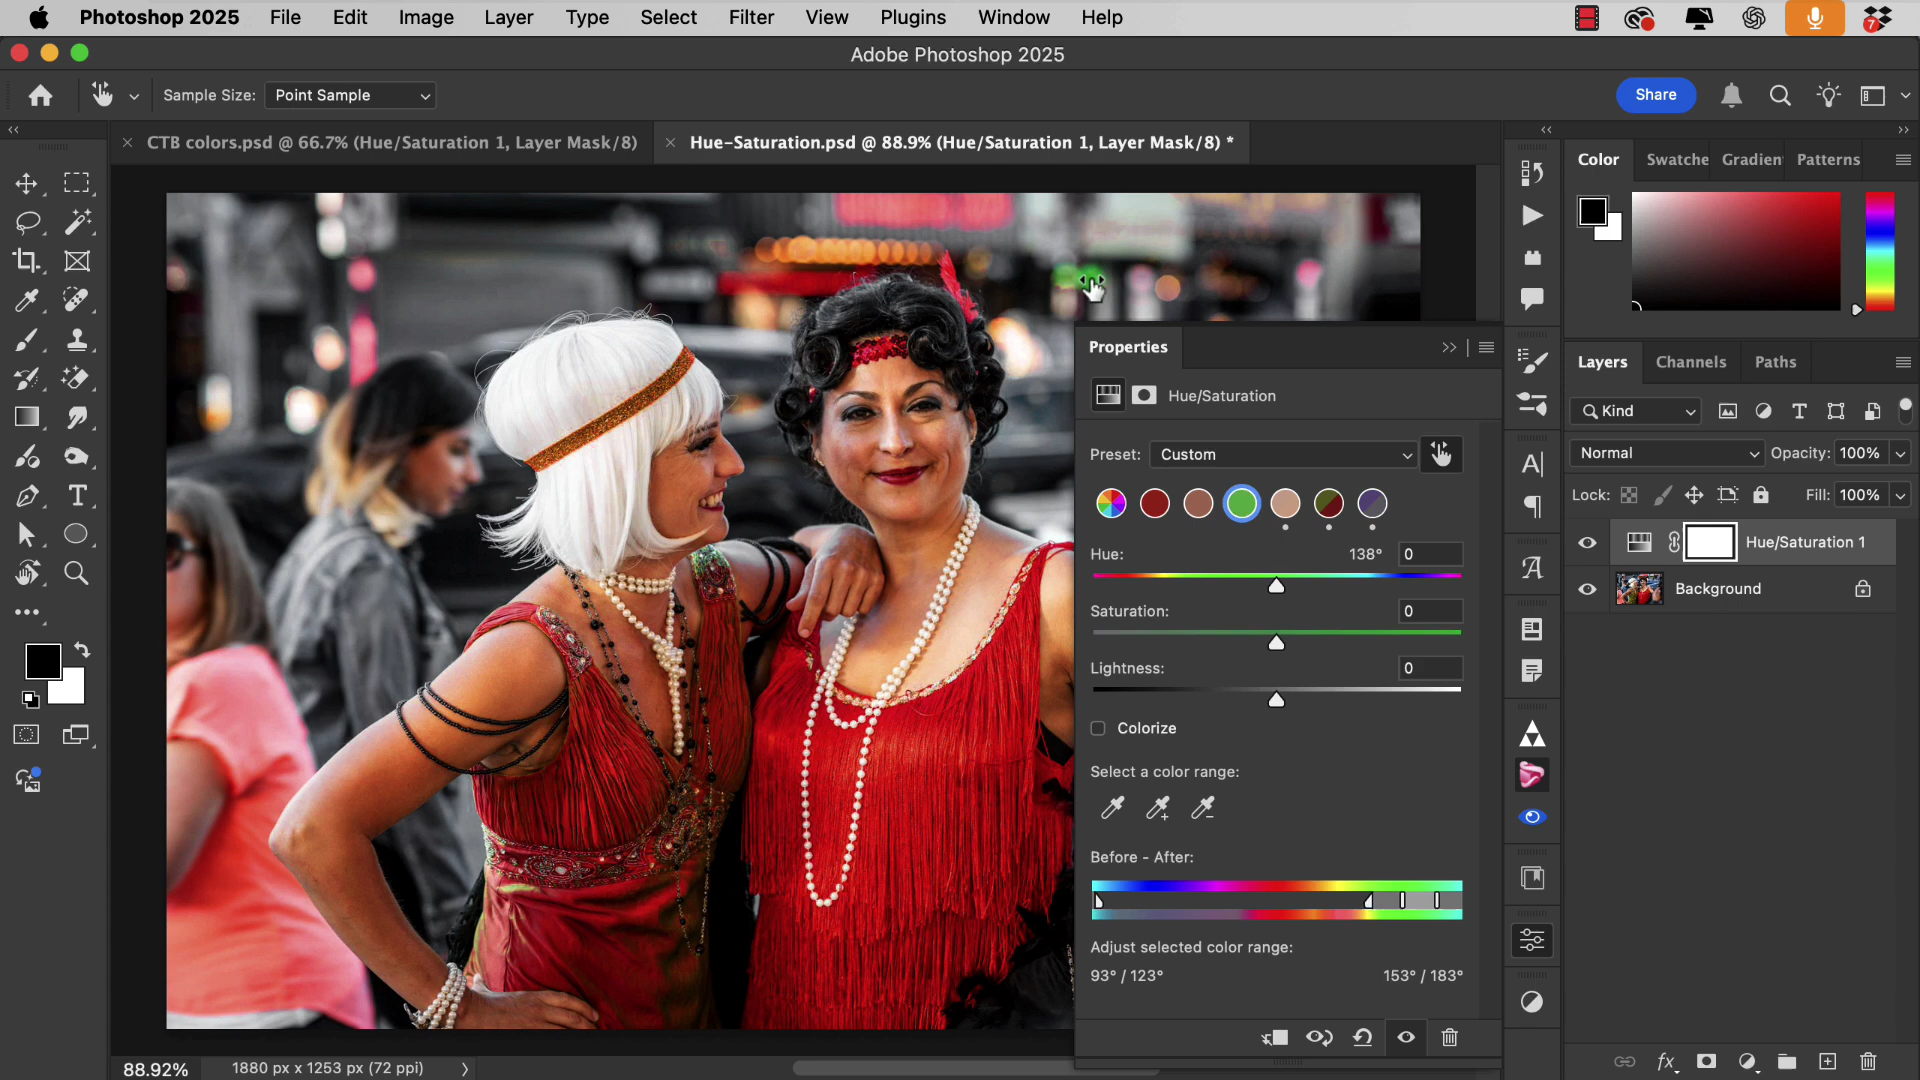 Photoshop 2025 File Edit Image Layer Type Select Filter View Plugins Window Help
7
Adobe Photoshop 2025
Sample Size: Point Sample
Share
CTB colors.psd @ 66.7% (Hue/Saturation 1, Layer Mask/8)
Hue-Saturation.psd @ 88.9% (Hue/Saturation 1, Layer Mask/8) *
Color Swatche Gradien Patterns
Properties
Hue/Saturation
Preset: Custom
Hue: 138° 0
Saturation: 0
Lightness: 0
Colorize
Select a color range:
Before - After:
Adjust selected color range:
93° / 123° 153° / 183°
Layers Channels Paths
Kind
Normal Opacity: 100%
Lock: Fill: 100%
Hue/Saturation 1
Background
88.92% 1880 px x 1253 px (72 ppi)
fx